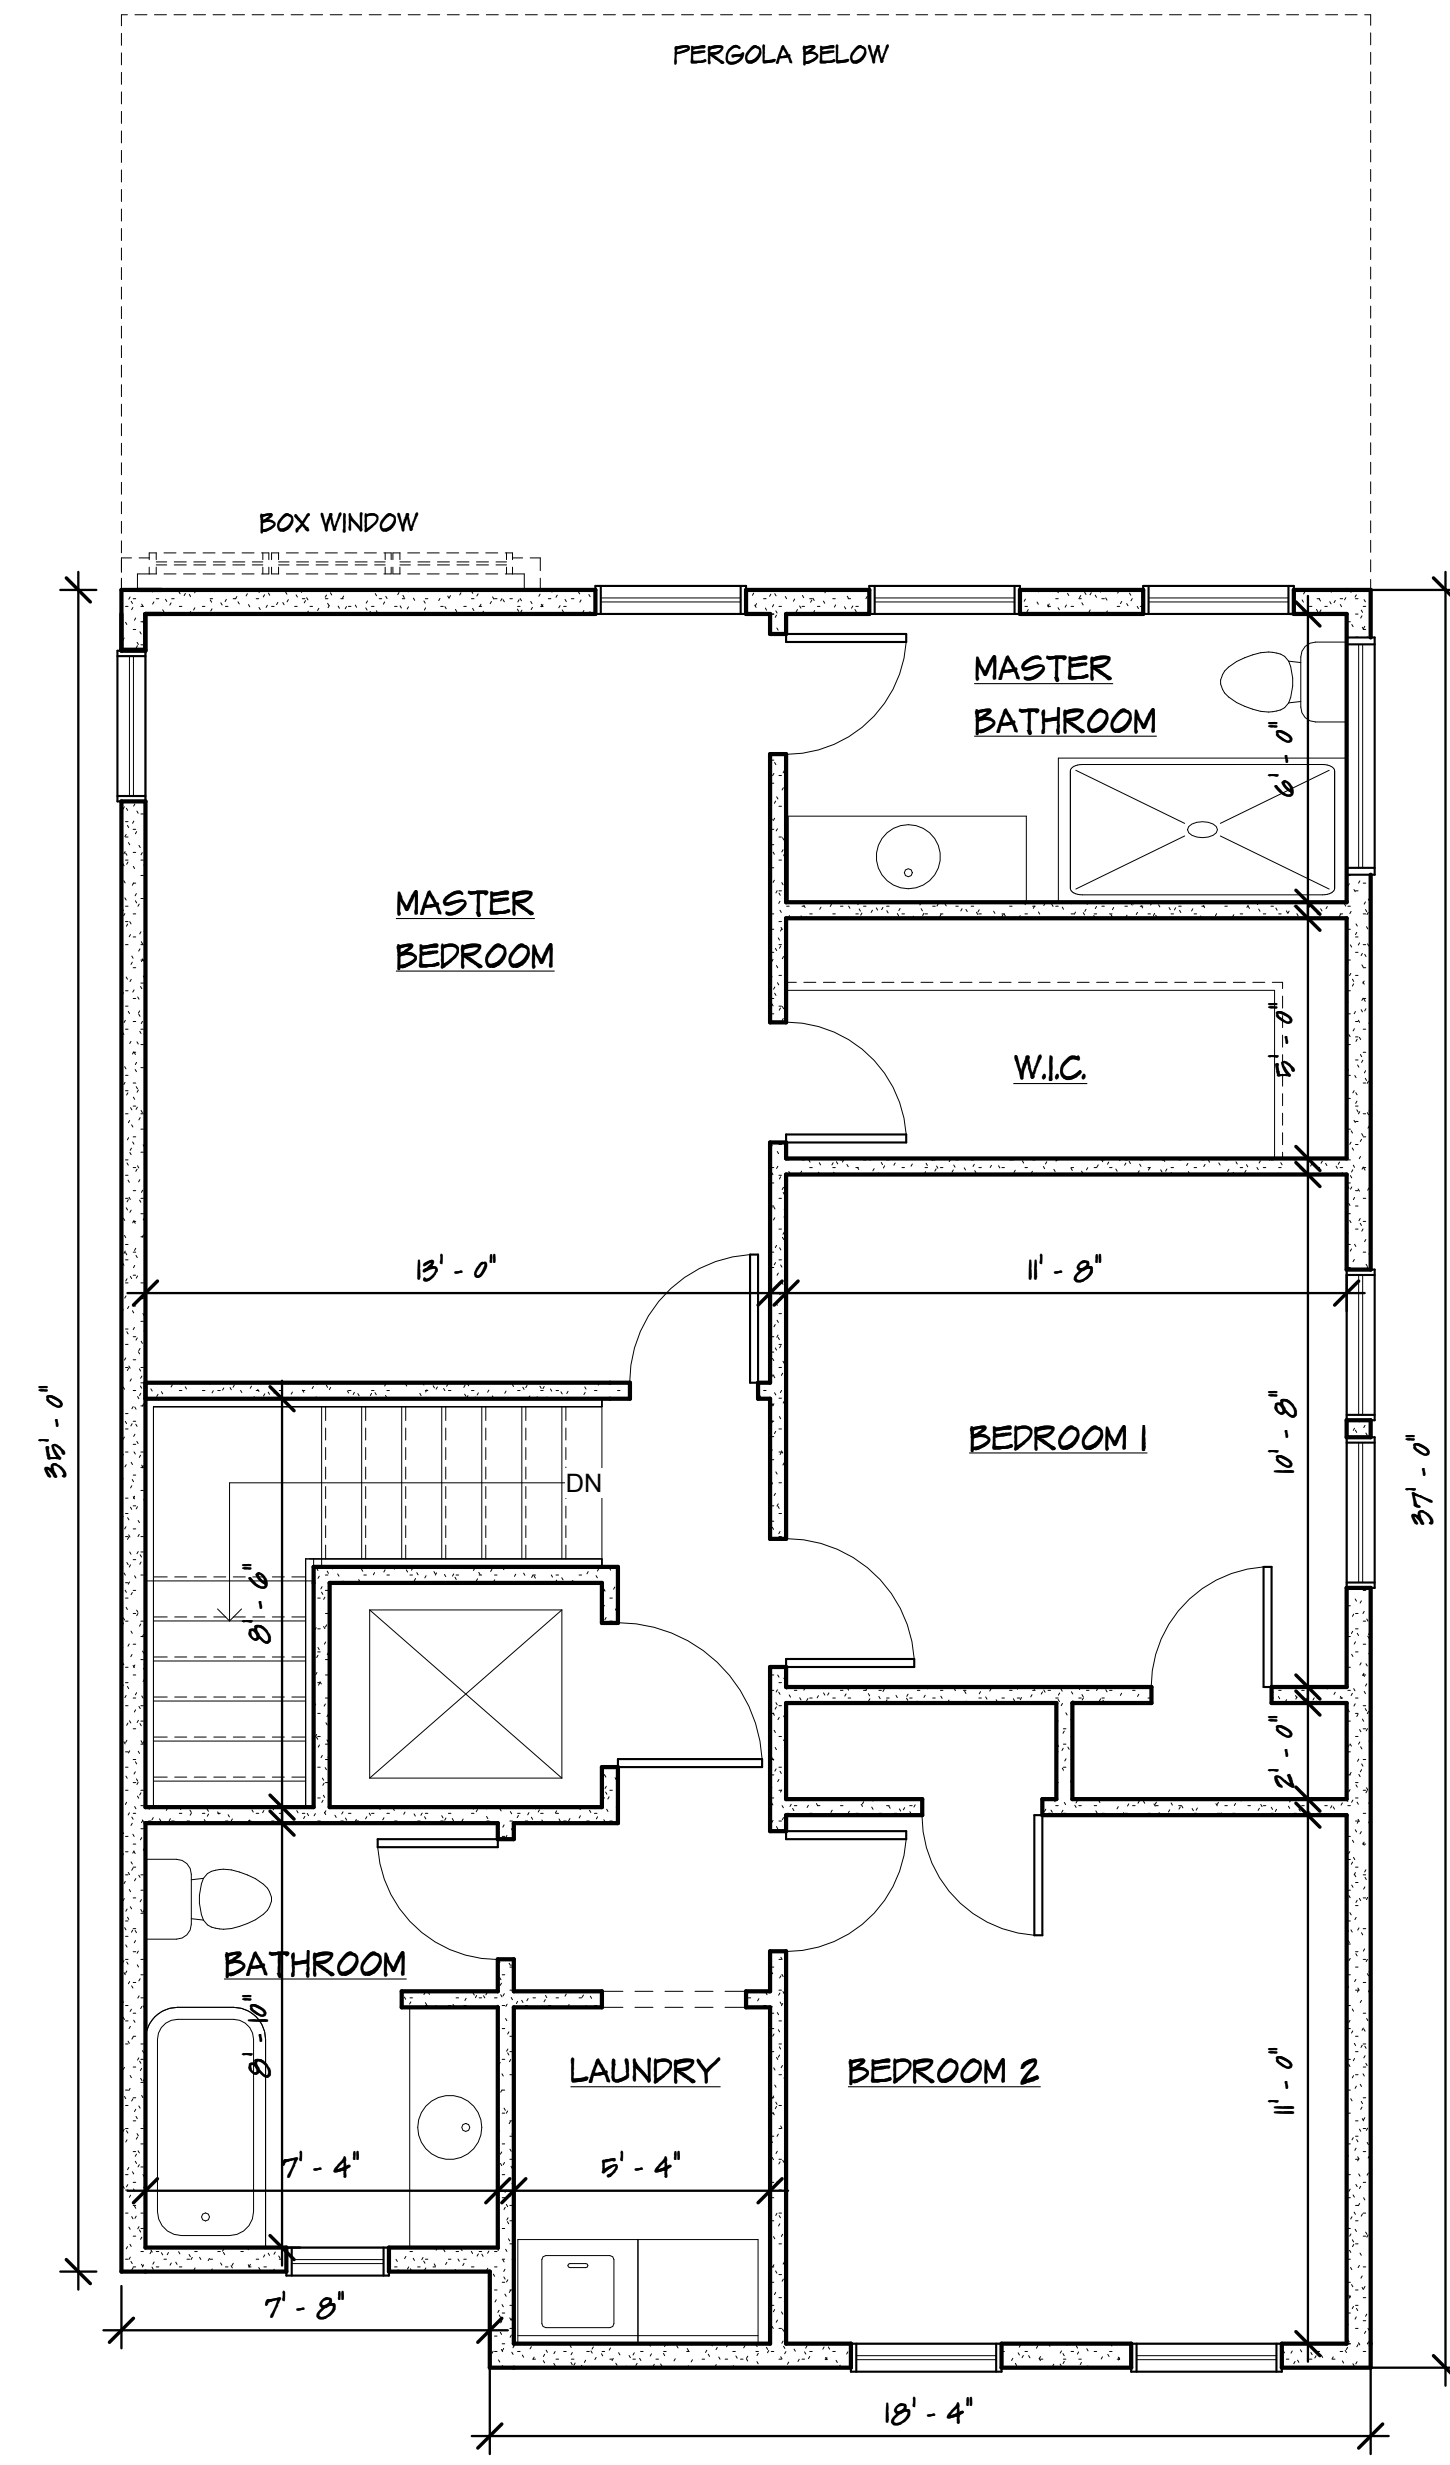 PERGOLA BELOW
BOX WINDOW
MASTER
BATHROOM
6' - 0"
MASTER
BEDROOM
5' - 0"
W.I.C.
13' - 0"
11' - 8"
35' - 0"
10' - 8"
BEDROOM 1
37' - 0"
DN
8' - 6"
2' - 0"
BATHROOM
8' - 10"
LAUNDRY
BEDROOM 2
11' - 0"
7' - 4"
5' - 4"
7' - 8"
18' - 4"